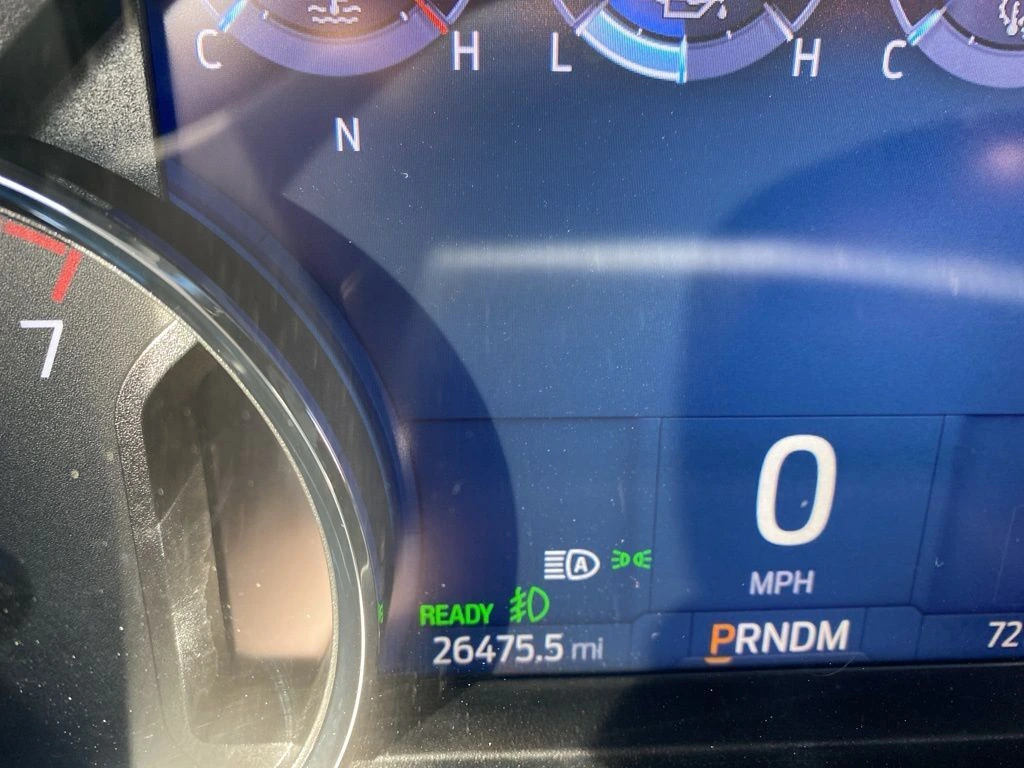 C H L H C
N
7
0
A
MPH
READY
26475.5 mi
PRNDM
72